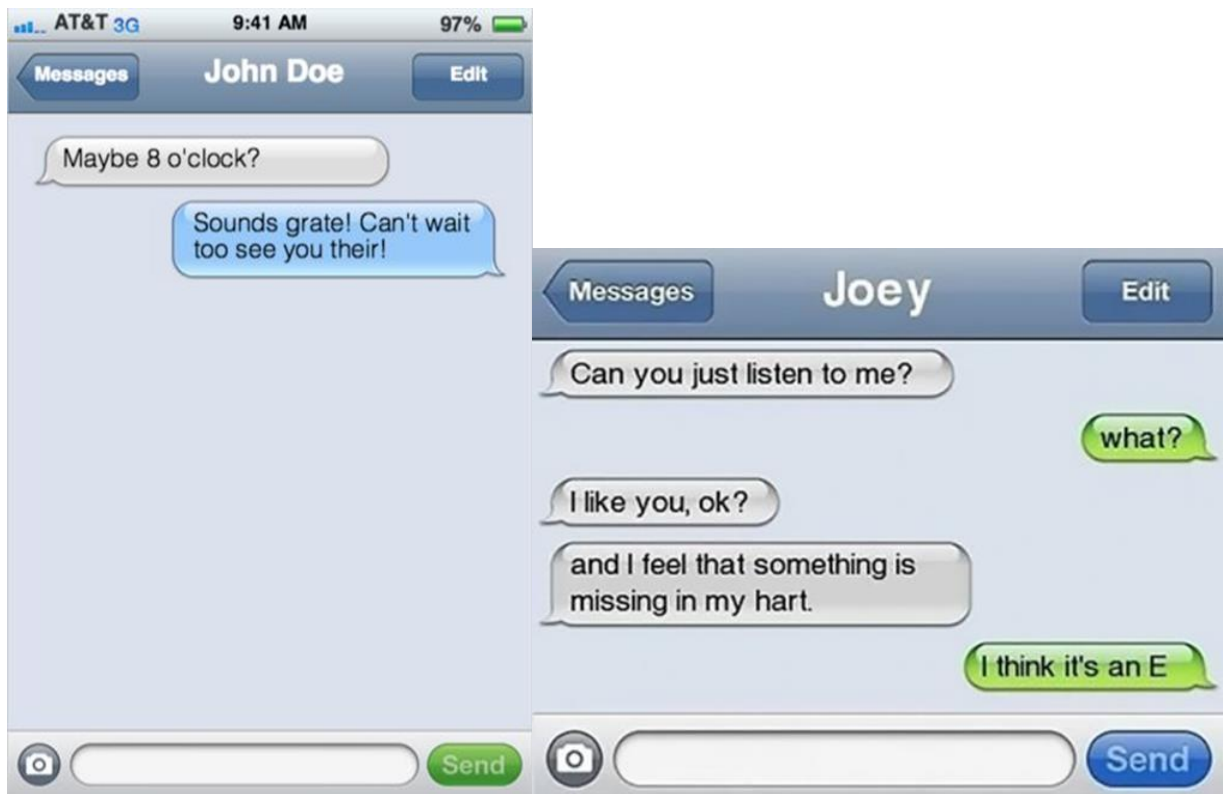 AT&T 3G 9:41 AM 97%
Messages John Doe Edit
Maybe 8 o'clock?
Sounds grate! Can't wait
too see you their!
Send
Messages Joey Edit
Can you just listen to me?
what?
I like you, ok?
and I feel that something is
missing in my hart.
I think it's an E
Send